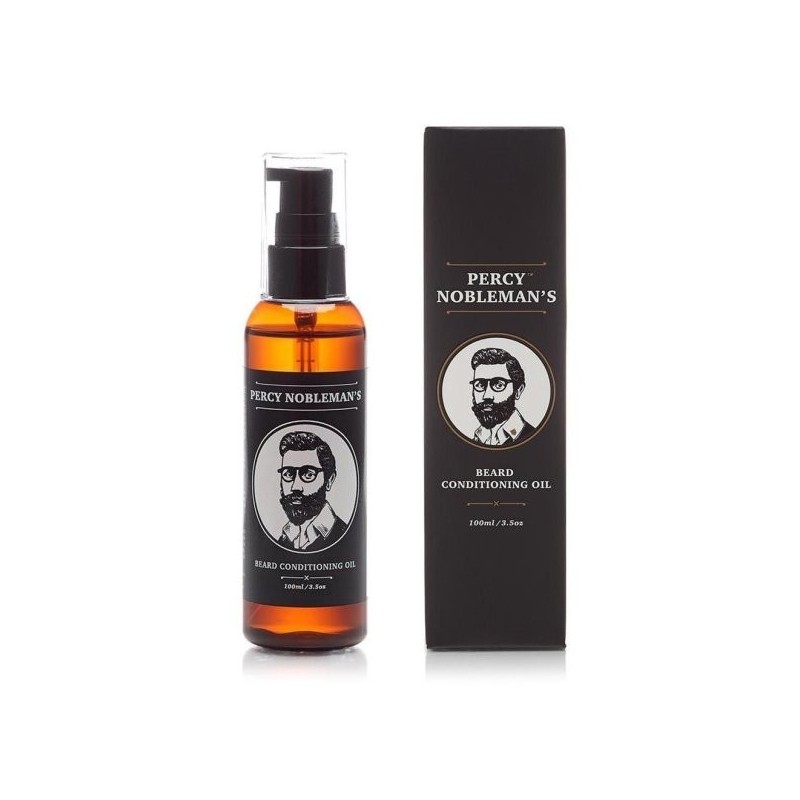 PERCY NOBLEMAN'S
BEARD CONDITIONING OIL
100ml/3.5oz
PERCY™
NOBLEMAN'S
BEARD
CONDITIONING OIL
100ml/3.5oz